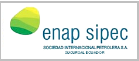 enap sipec
SOCIEDAD INTERNACIONAL PETROLERA S.A.
SUCURSAL ECUADOR